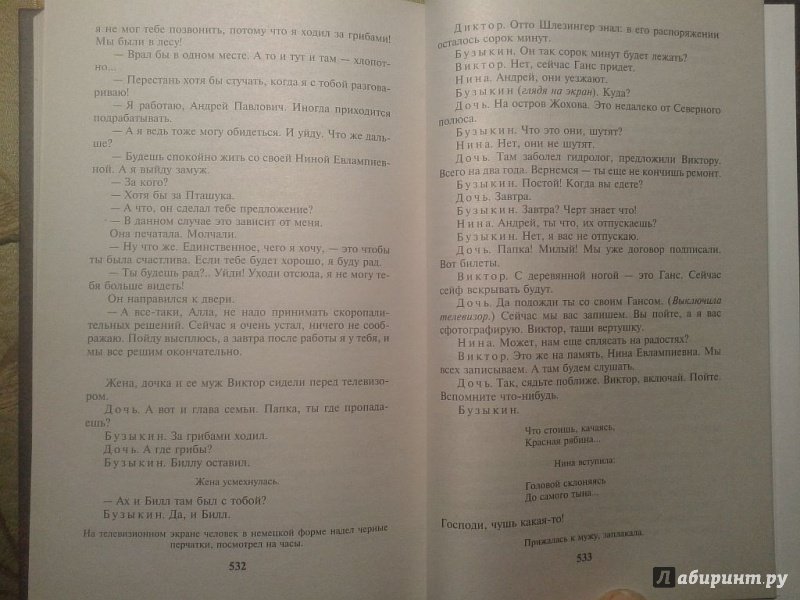 я не мог тебе позвонить, потому что я ходил за грибами!
Мы были в лесу!
— Врал бы в одном месте. А то и тут и там — хлопот-
но...
— Перестань хотя бы стучать, когда я с тобой разгова-
риваю!
— Я работаю, Андрей Павлович. Иногда приходится
подрабатывать.
— А я ведь тоже могу обидеться. И уйду. Что же даль-
ше?
— Будешь спокойно жить со своей Ниной Евлампиев-
ной. А я выйду замуж.
— За кого?
— Хотя бы за Пташука.
— А что, он сделал тебе предложение?
— В данном случае это зависит от меня.
Она печатала. Молчали.
— Ну что же. Единственное, чего я хочу, — это чтобы
ты была счастлива. Если тебе будет хорошо, я буду рад.
— Ты будешь рад?.. Уйди! Уходи отсюда, я не могу те-
бя больше видеть!
Он направился к двери.
— А все-таки, Алла, не надо принимать скоропали-
тельных решений. Сейчас я очень устал, ничего не сооб-
ражаю. Пойду высплюсь, а завтра после работы я у тебя, и
мы все решим окончательно.
Жена, дочка и ее муж Виктор сидели перед телевизо-
ром.
Дочь. А вот и глава семьи. Папка, ты где пропада-
ешь?
Бузыкин. За грибами ходил.
Дочь. А где грибы?
Бузыкин. Биллу оставил.
Жена усмехнулась.
— Ах и Билл там был с тобой?
Бузыкин. Да, и Билл.
На телевизионном экране человек в немецкой форме надел черные
перчатки, посмотрел на часы.
532
Диктор. Отто Шлезингер знал: в его распоряжении
осталось сорок минут.
Бузыкин. Он так сорок минут будет лежать?
Виктор. Нет, сейчас Ганс придет.
Нина. Андрей, они уезжают.
Бузыкин (глядя на экран). Куда?
Дочь. На остров Жохова. Это недалеко от Северного
полюса.
Бузыкин. Что это они, шутят?
Нина. Нет, они не шутят.
Дочь. Там заболел гидролог, предложили Виктору.
Всего на два года. Вернемся — ты еще не кончишь ремонт.
Бузыкин. Постой! Когда вы едете?
Дочь. Завтра.
Бузыкин. Завтра? Черт знает что!
Нина. Андрей, ты что, их отпускаешь?
Бузыкин. Нет, я вас не отпускаю.
Дочь. Папка! Милый! Мы уже договор подписали.
Вот билеты.
Виктор. С деревянной ногой — это Ганс. Сейчас
сейф вскрывать будут.
Дочь. Да подожди ты со своим Гансом. (Выключила
телевизор.) Сейчас мы вас запишем. Вы пойте, а я вас
сфотографирую. Виктор, тащи вертушку.
Нина. Может, нам еще сплясать на радостях?
Виктор. Это же на память, Нина Евлампиевна. Мы
всех записываем. А там будем слушать.
Дочь. Так, сядьте поближе. Виктор, включай. Пойте.
Вспомните что-нибудь.
Бузыкин.
Что стоишь, качаясь,
Красная рябина...
Нина вступила:
Головой склоняясь
До самого тына...
Господи, чушь какая-то!
Прижалась к мужу, заплакала.
533
Лабиринт.ру